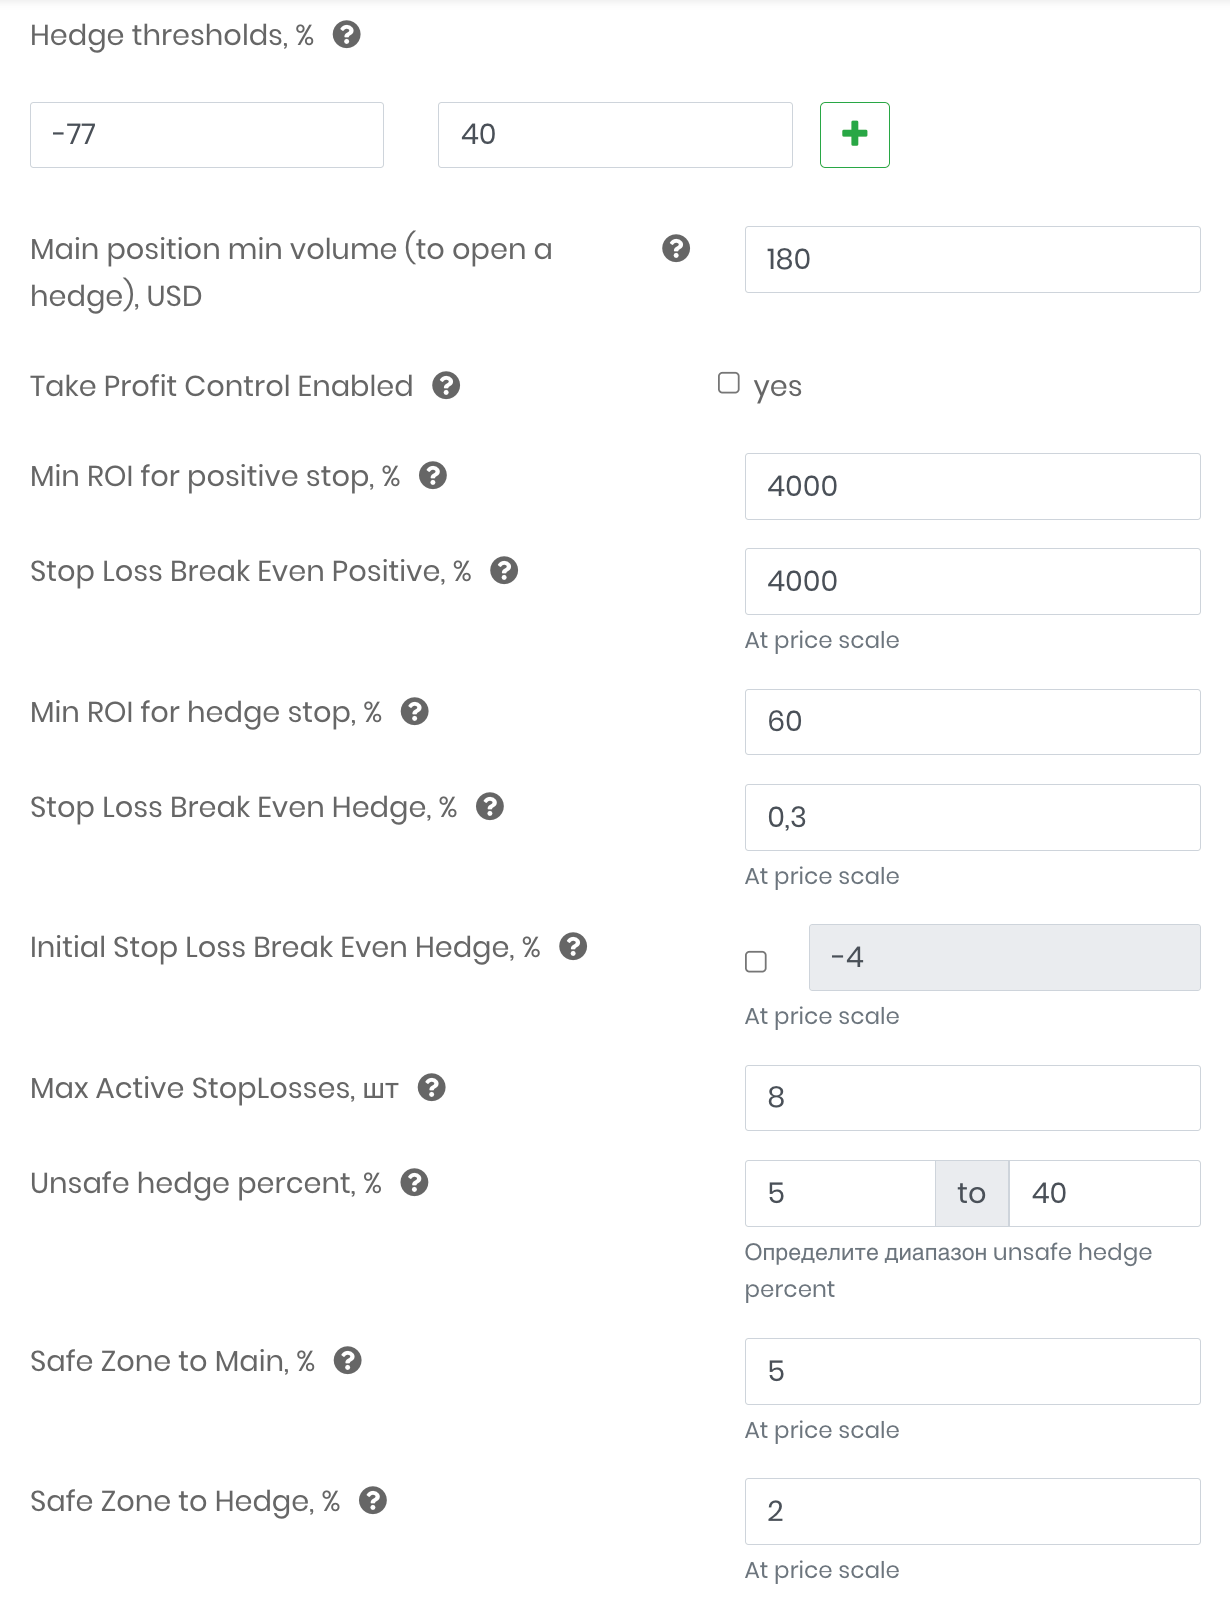 Hedge thresholds, %
-77
40
Main position min volume (to open a
hedge), USD
180
Take Profit Control Enabled
yes
Min ROI for positive stop, %
4000
Stop Loss Break Even Positive, %
4000
At price scale
Min ROI for hedge stop, %
60
Stop Loss Break Even Hedge, %
0,3
At price scale
Initial Stop Loss Break Even Hedge, %
-4
At price scale
Max Active StopLosses, шт
8
Unsafe hedge percent, %
5 to 40
Определите диапазон unsafe hedge
percent
Safe Zone to Main, %
5
At price scale
Safe Zone to Hedge, %
2
At price scale